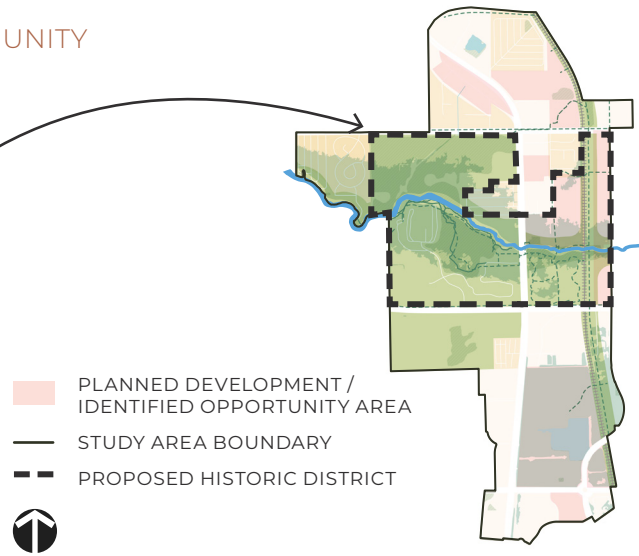 UNITY
PLANNED DEVELOPMENT /
IDENTIFIED OPPORTUNITY AREA
STUDY AREA BOUNDARY
PROPOSED HISTORIC DISTRICT